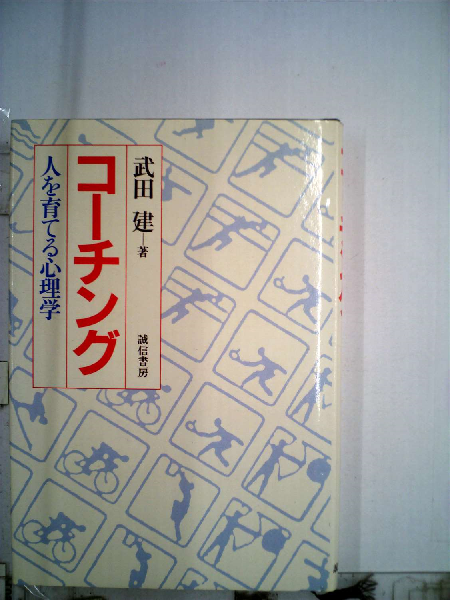 武田 建―著
コーチング
人を育てる心理学
誠信書房